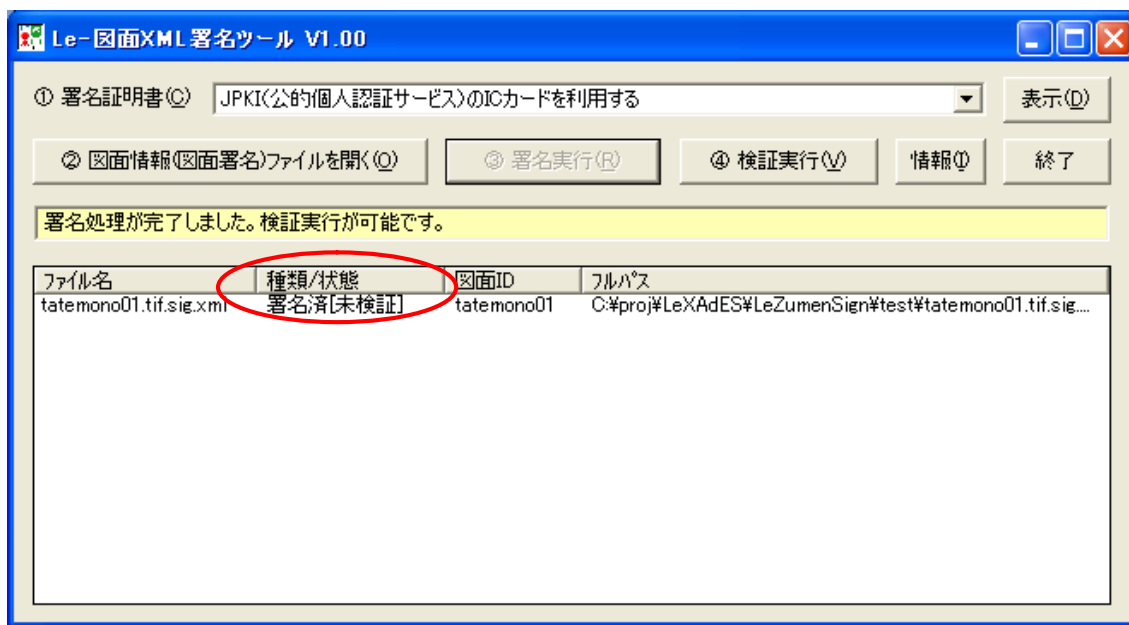 Le-図面XML署名ツール V1.00
① 署名証明書(C) JPKI(公的個人認証サービス)のICカードを利用する 表示(D)
② 図面情報(図面署名)ファイルを開く(O) ③ 署名実行(R) ④ 検証実行(V) 情報(I) 終了
署名処理が完了しました。検証実行が可能です。
ファイル名 種類/状態 図面ID フルパス
tatemono01.tif.sig.xml 署名済[未検証] tatemono01 C:¥proj¥LeXAdES¥LeZumenSign¥test¥tatemono01.tif.sig....